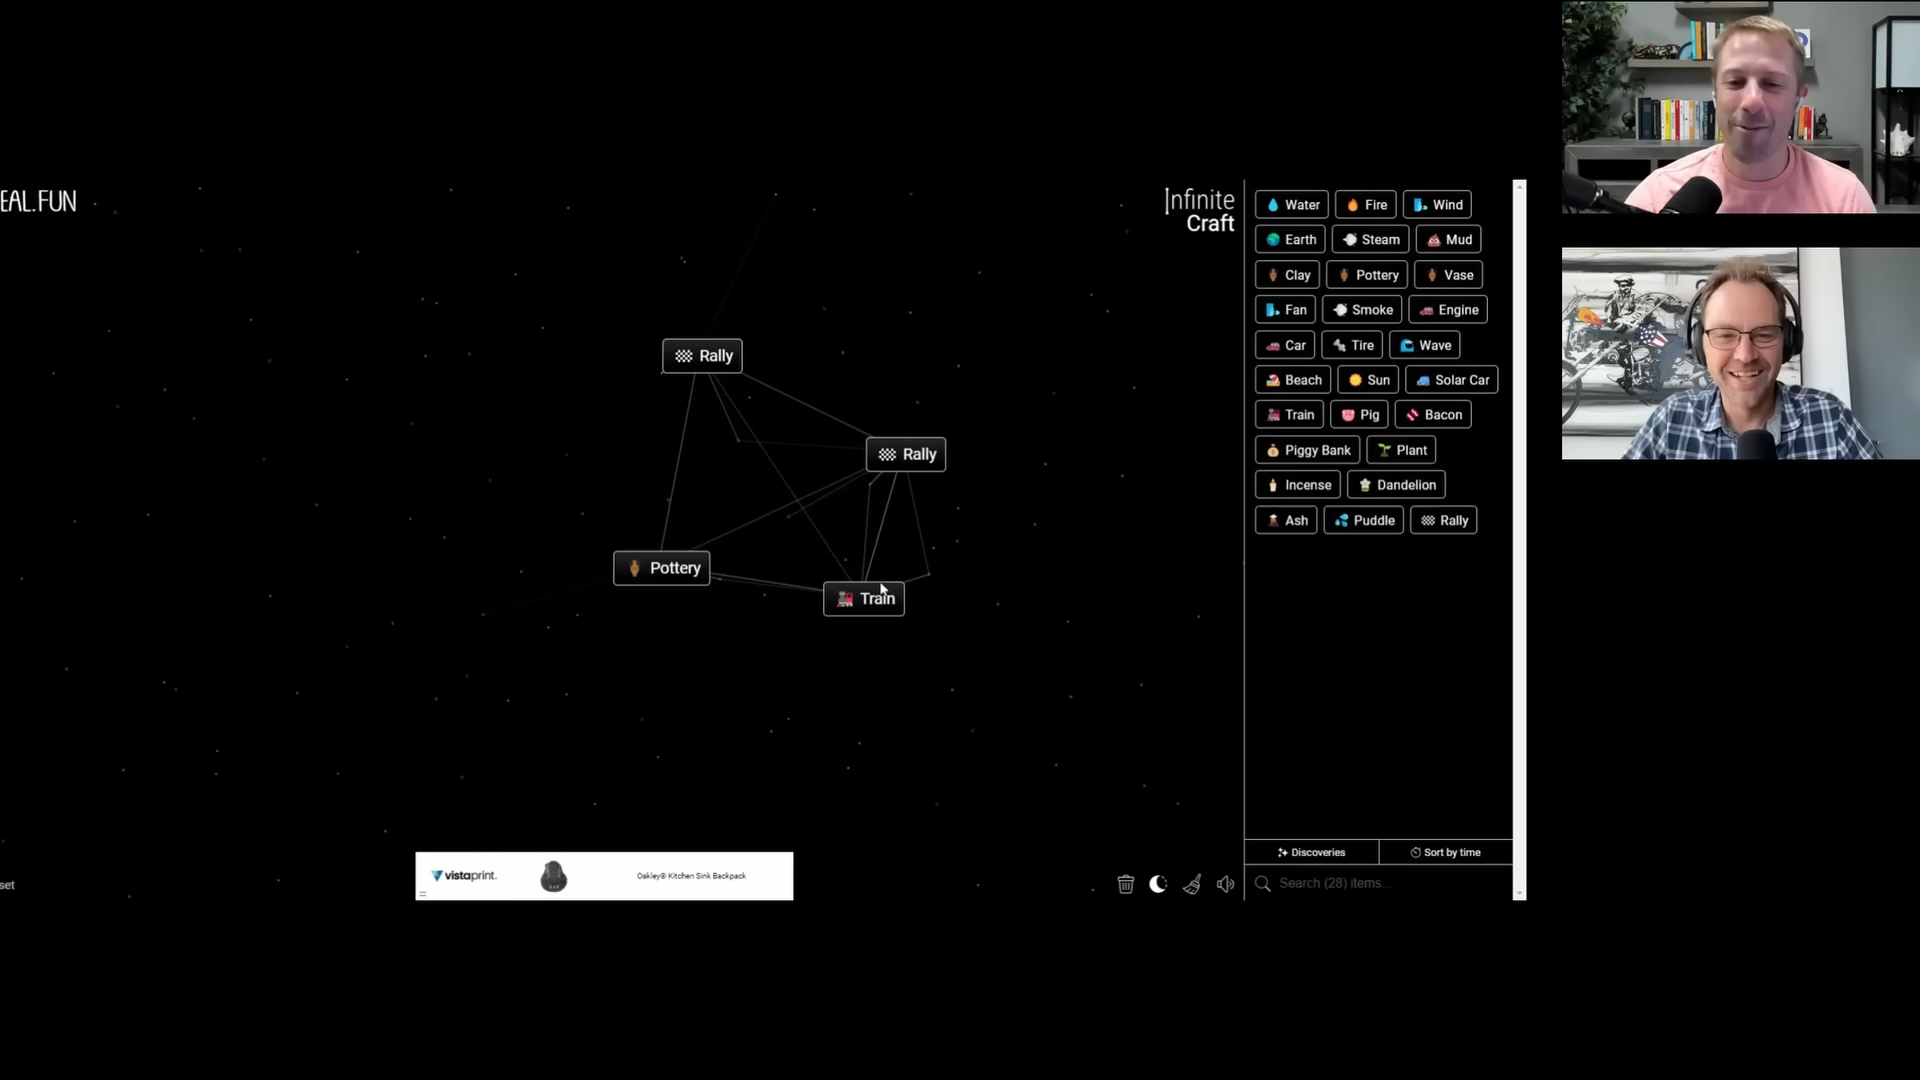 EAL.FUN
Infinite
Craft
Rally
Rally
Pottery
Train
Water Fire Wind
Earth Steam Mud
Clay Pottery Vase
Fan Smoke Engine
Car Tire Wave
Beach Sun Solar Car
Train Pig Bacon
Piggy Bank Plant
Incense Dandelion
Ash Puddle Rally
Discoveries Sort by time
Search (28) items...
set
vistaprint. Oakley® Kitchen Sink Backpack